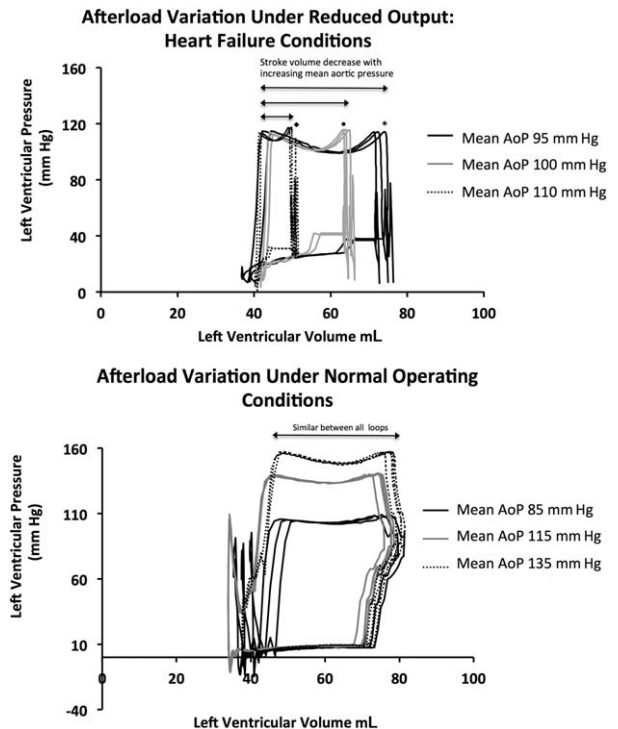 Afterload Variation Under Reduced Output:
Heart Failure Conditions
160
Stroke volume decrease with
increasing mean aortic pressure
120
80
40
0
Left Ventricular Pressure
(mm Hg)
Mean AoP 95 mm Hg
Mean AoP 100 mm Hg
Mean AoP 110 mm Hg
0 20 40 60 80 100
Left Ventricular Volume mL
Afterload Variation Under Normal Operating
Conditions
Similar between all loops
160
110
60
10
-40
Left Ventricular Pressure
(mm Hg)
Mean AoP 85 mm Hg
Mean AoP 115 mm Hg
Mean AoP 135 mm Hg
0 20 40 60 80 100
Left Ventricular Volume mL